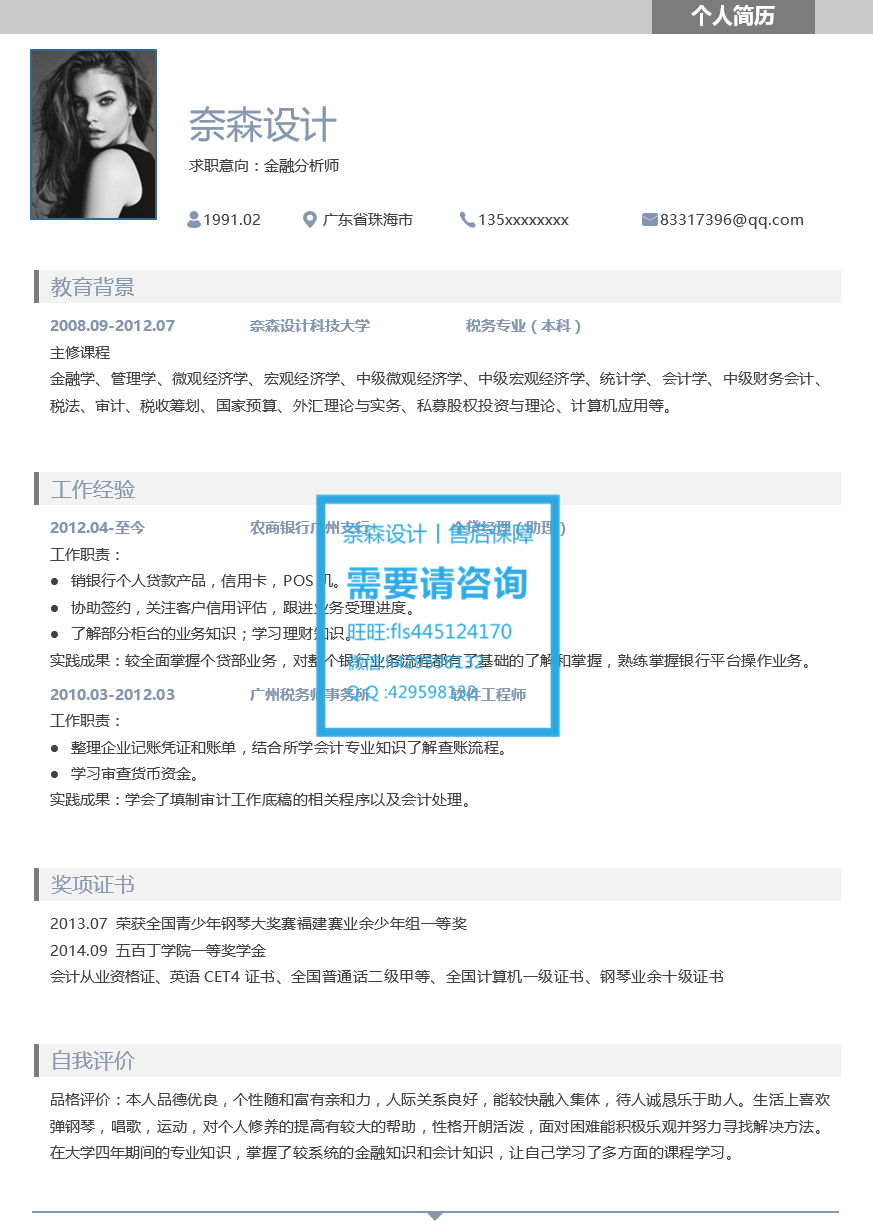 个人简历
奈森设计
求职意向：金融分析师
1991.02 广东省珠海市 135xxxxxxxx 83317396@qq.com
教育背景
2008.09-2012.07 奈森设计科技大学 税务专业（本科）
主修课程
金融学、管理学、微观经济学、宏观经济学、中级微观经济学、中级宏观经济学、统计学、会计学、中级财务会计、
税法、审计、税收筹划、国家预算、外汇理论与实务、私募股权投资与理论、计算机应用等。
工作经验
2012.04-至今 农商银行广州支行 个贷经理（助理）
奈森设计丨售后保障
工作职责：
● 销银行个人贷款产品，信用卡，POS 机。
需要请咨询
● 协助签约，关注客户信用评估，跟进业务受理进度。
● 了解部分柜台的业务知识；学习理财知识。
旺旺:fls445124170
实践成果：较全面掌握个贷部业务，对整个银行业务流程都有了基础的了解和掌握，熟练掌握银行平台操作业务。
2010.03-2012.03 广州税务师事务所 软件工程师
QQ :429598132
工作职责：
● 整理企业记账凭证和账单，结合所学会计专业知识了解查账流程。
● 学习审查货币资金。
实践成果：学会了填制审计工作底稿的相关程序以及会计处理。
奖项证书
2013.07 荣获全国青少年钢琴大奖赛福建赛业余少年组一等奖
2014.09 五百丁学院一等奖学金
会计从业资格证、英语 CET4 证书、全国普通话二级甲等、全国计算机一级证书、钢琴业余十级证书
自我评价
品格评价：本人品德优良，个性随和富有亲和力，人际关系良好，能较快融入集体，待人诚恳乐于助人。生活上喜欢
弹钢琴，唱歌，运动，对个人修养的提高有较大的帮助，性格开朗活泼，面对困难能积极乐观并努力寻找解决方法。
在大学四年期间的专业知识，掌握了较系统的金融知识和会计知识，让自己学习了多方面的课程学习。